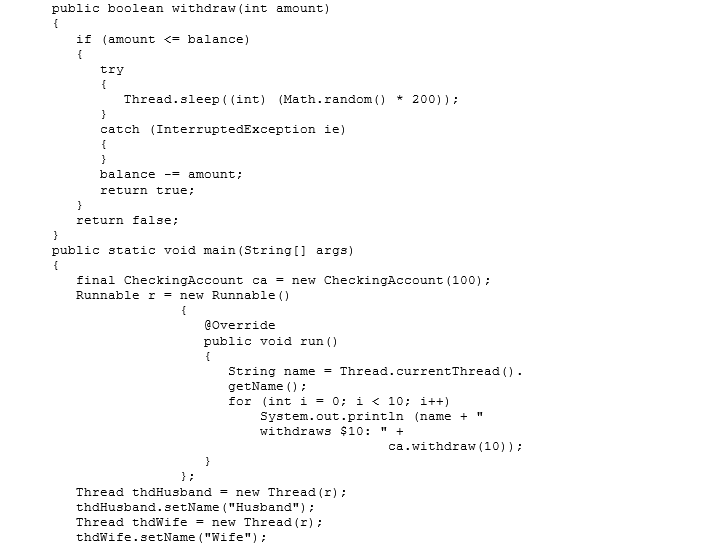 public boolean withdraw(int amount)
{
if (amount <= balance)
{
try
{
Thread.sleep((int) (Math.random() * 200));
}
catch (InterruptedException ie)
{
}
balance -= amount;
return true;
}
return false;
}
public static void main(String[] args)
{
final CheckingAccount ca = new CheckingAccount(100);
Runnable r = new Runnable()
{
@Override
public void run()
{
String name = Thread.currentThread().
getName();
for (int i = 0; i < 10; i++)
System.out.println (name + "
withdraws $10: " +
ca.withdraw(10));
}
};
Thread thdHusband = new Thread(r);
thdHusband.setName("Husband");
Thread thdWife = new Thread(r);
thdWife.setName("Wife");